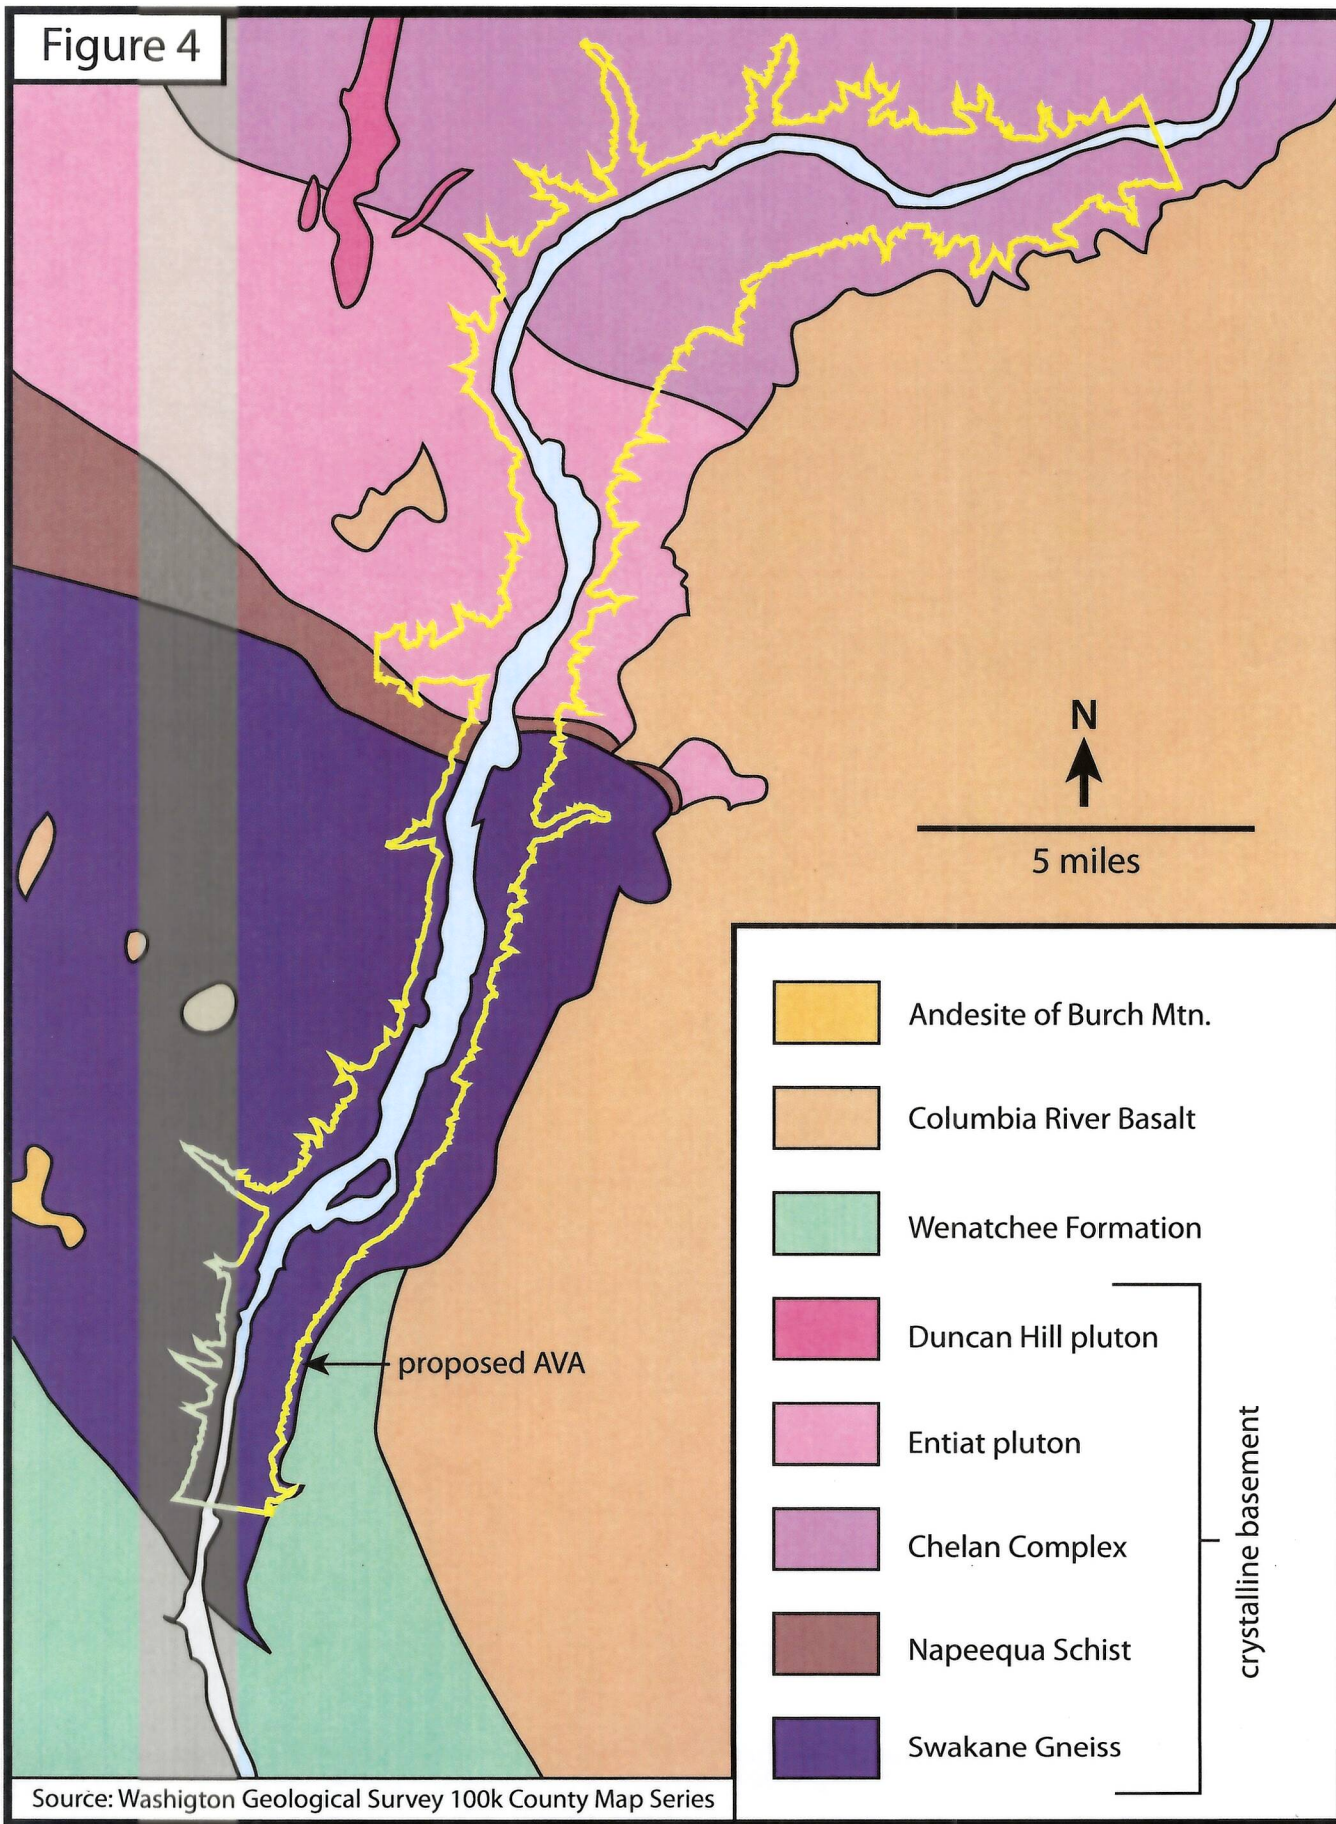 Figure 4
N
5 miles
proposed AVA
Andesite of Burch Mtn.
Columbia River Basalt
Wenatchee Formation
Duncan Hill pluton
Entiat pluton
Chelan Complex
Napeequa Schist
Swakane Gneiss
crystalline basement
Source: Washigton Geological Survey 100k County Map Series